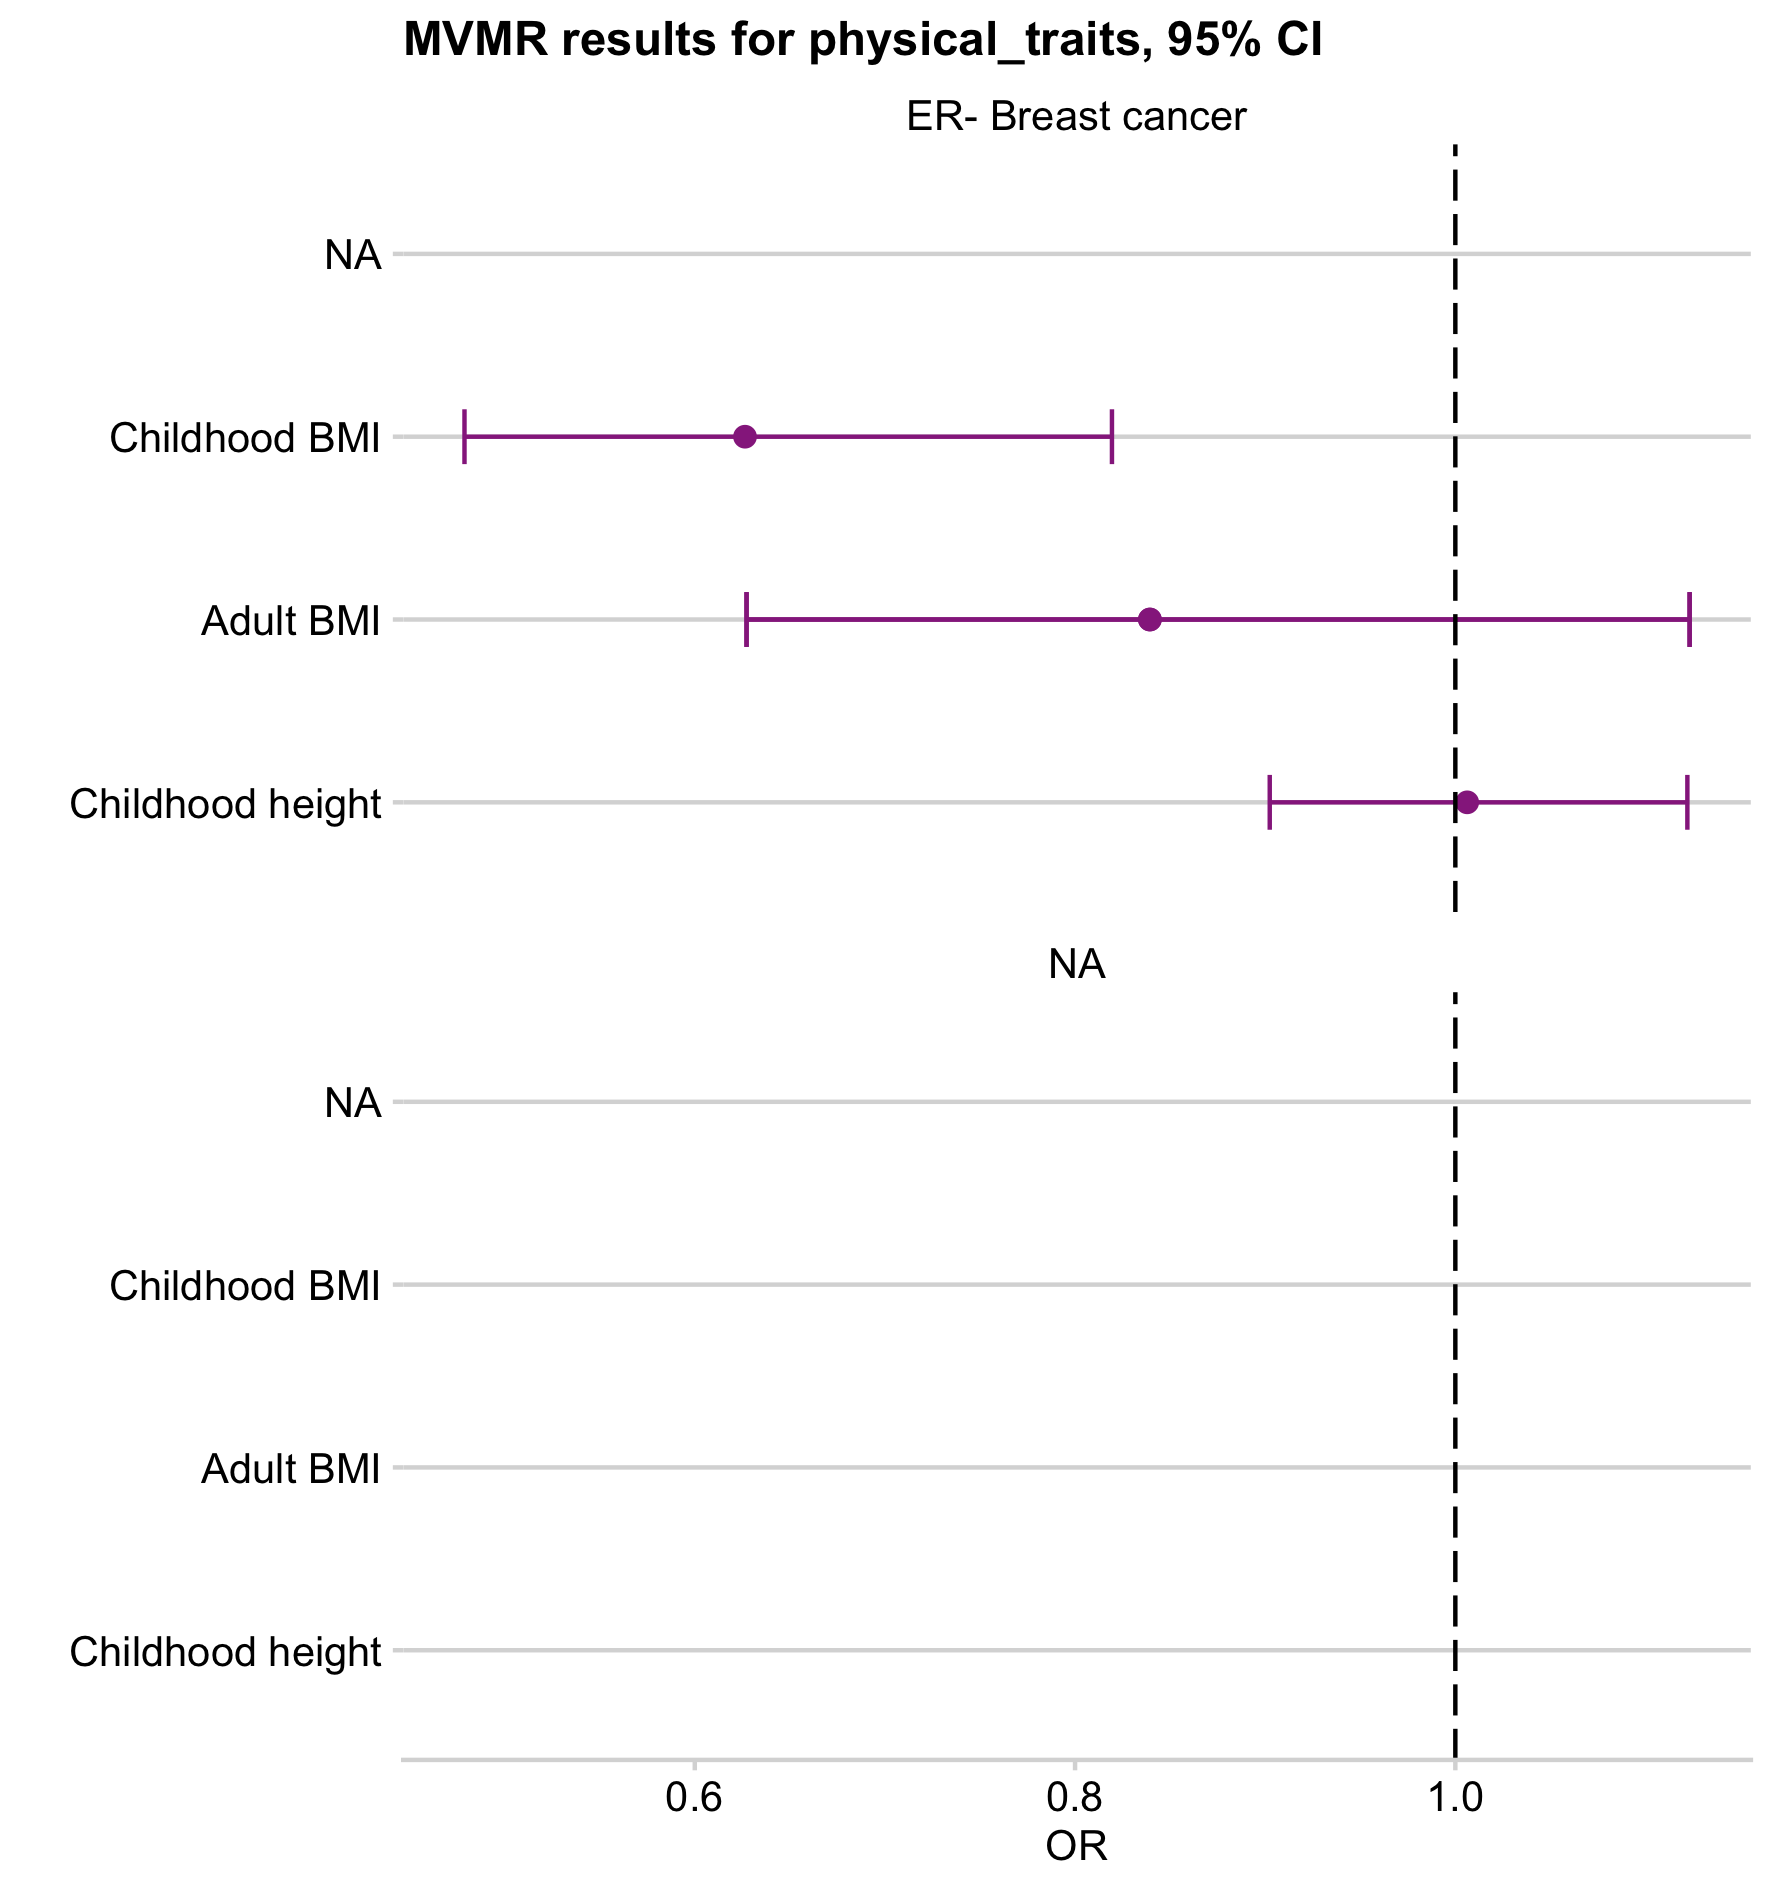 MVMR results for physical_traits, 95% CI
ER- Breast cancer
NA
Childhood BMI
Adult BMI
Childhood height
NA
NA
Childhood BMI
Adult BMI
Childhood height
0.6 0.8 1.0
OR